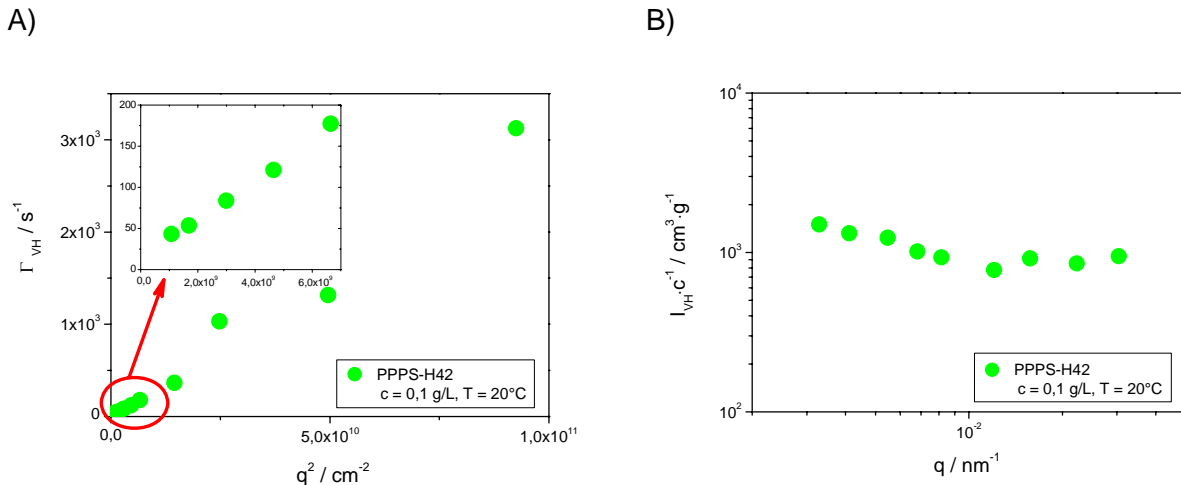 A)
B)
Γ_VH / s⁻¹
3x10³
2x10³
1x10³
0
0,0
5,0x10¹⁰
1,0x10¹¹
q² / cm⁻²
200
150
100
50
0
0,0
2,0x10⁹
4,0x10⁹
6,0x10⁹
PPPS-H42
c = 0,1 g/L, T = 20°C
I_VH·c⁻¹ / cm³·g⁻¹
10⁴
10³
10²
10⁻²
q / nm⁻¹
PPPS-H42
c = 0,1 g/L, T = 20°C